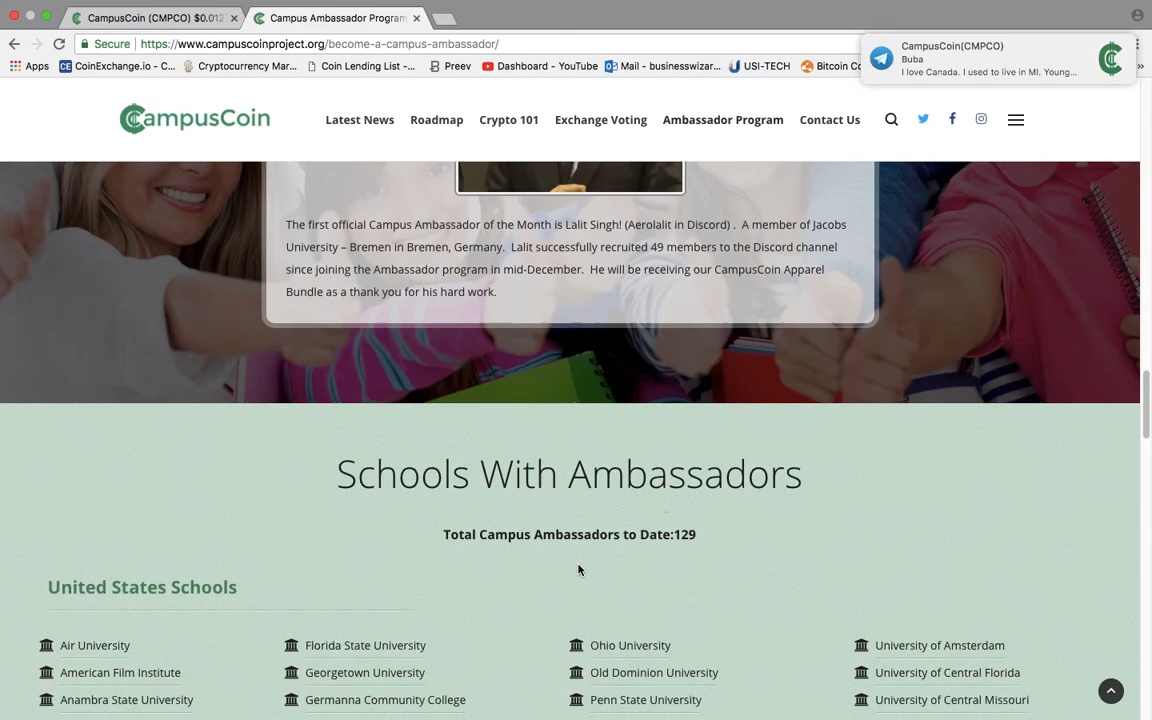 CampusCoin (CMPCO) $0.012
Campus Ambassador Program
Secure
https://www.campuscoinproject.org/become-a-campus-ambassador/
Apps
CoinExchange.io - C...
Cryptocurrency Mar...
Coin Lending List -...
Preev
Dashboard - YouTube
Mail - businesswizar...
USI-TECH
Bitcoin Co
CampusCoin(CMPCO)
Buba
I love Canada. I used to live in MI. Young...
CampusCoin
Latest News
Roadmap
Crypto 101
Exchange Voting
Ambassador Program
Contact Us
The first official Campus Ambassador of the Month is Lalit Singh! (Aerolalit in Discord) . A member of Jacobs
University – Bremen in Bremen, Germany. Lalit successfully recruited 49 members to the Discord channel
since joining the Ambassador program in mid-December. He will be receiving our CampusCoin Apparel
Bundle as a thank you for his hard work.
Schools With Ambassadors
Total Campus Ambassadors to Date:129
United States Schools
Air University
Florida State University
Ohio University
University of Amsterdam
American Film Institute
Georgetown University
Old Dominion University
University of Central Florida
Anambra State University
Germanna Community College
Penn State University
University of Central Missouri